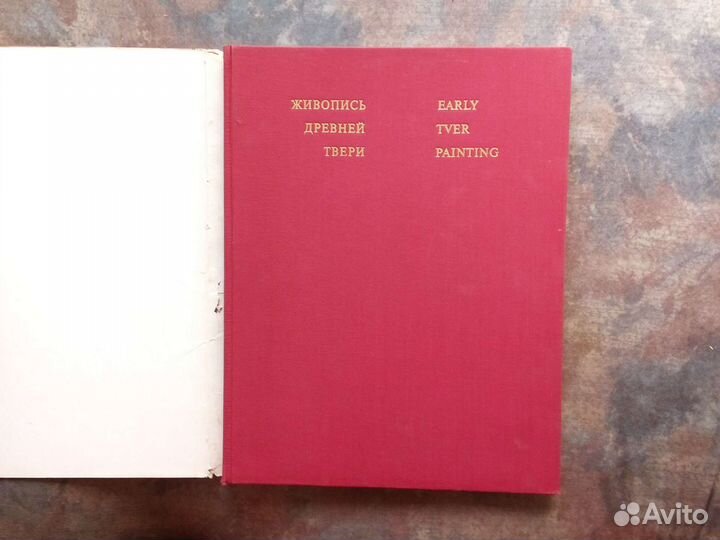 ЖИВОПИСЬ
ДРЕВНЕЙ
ТВЕРИ
EARLY
TVER
PAINTING
Avito